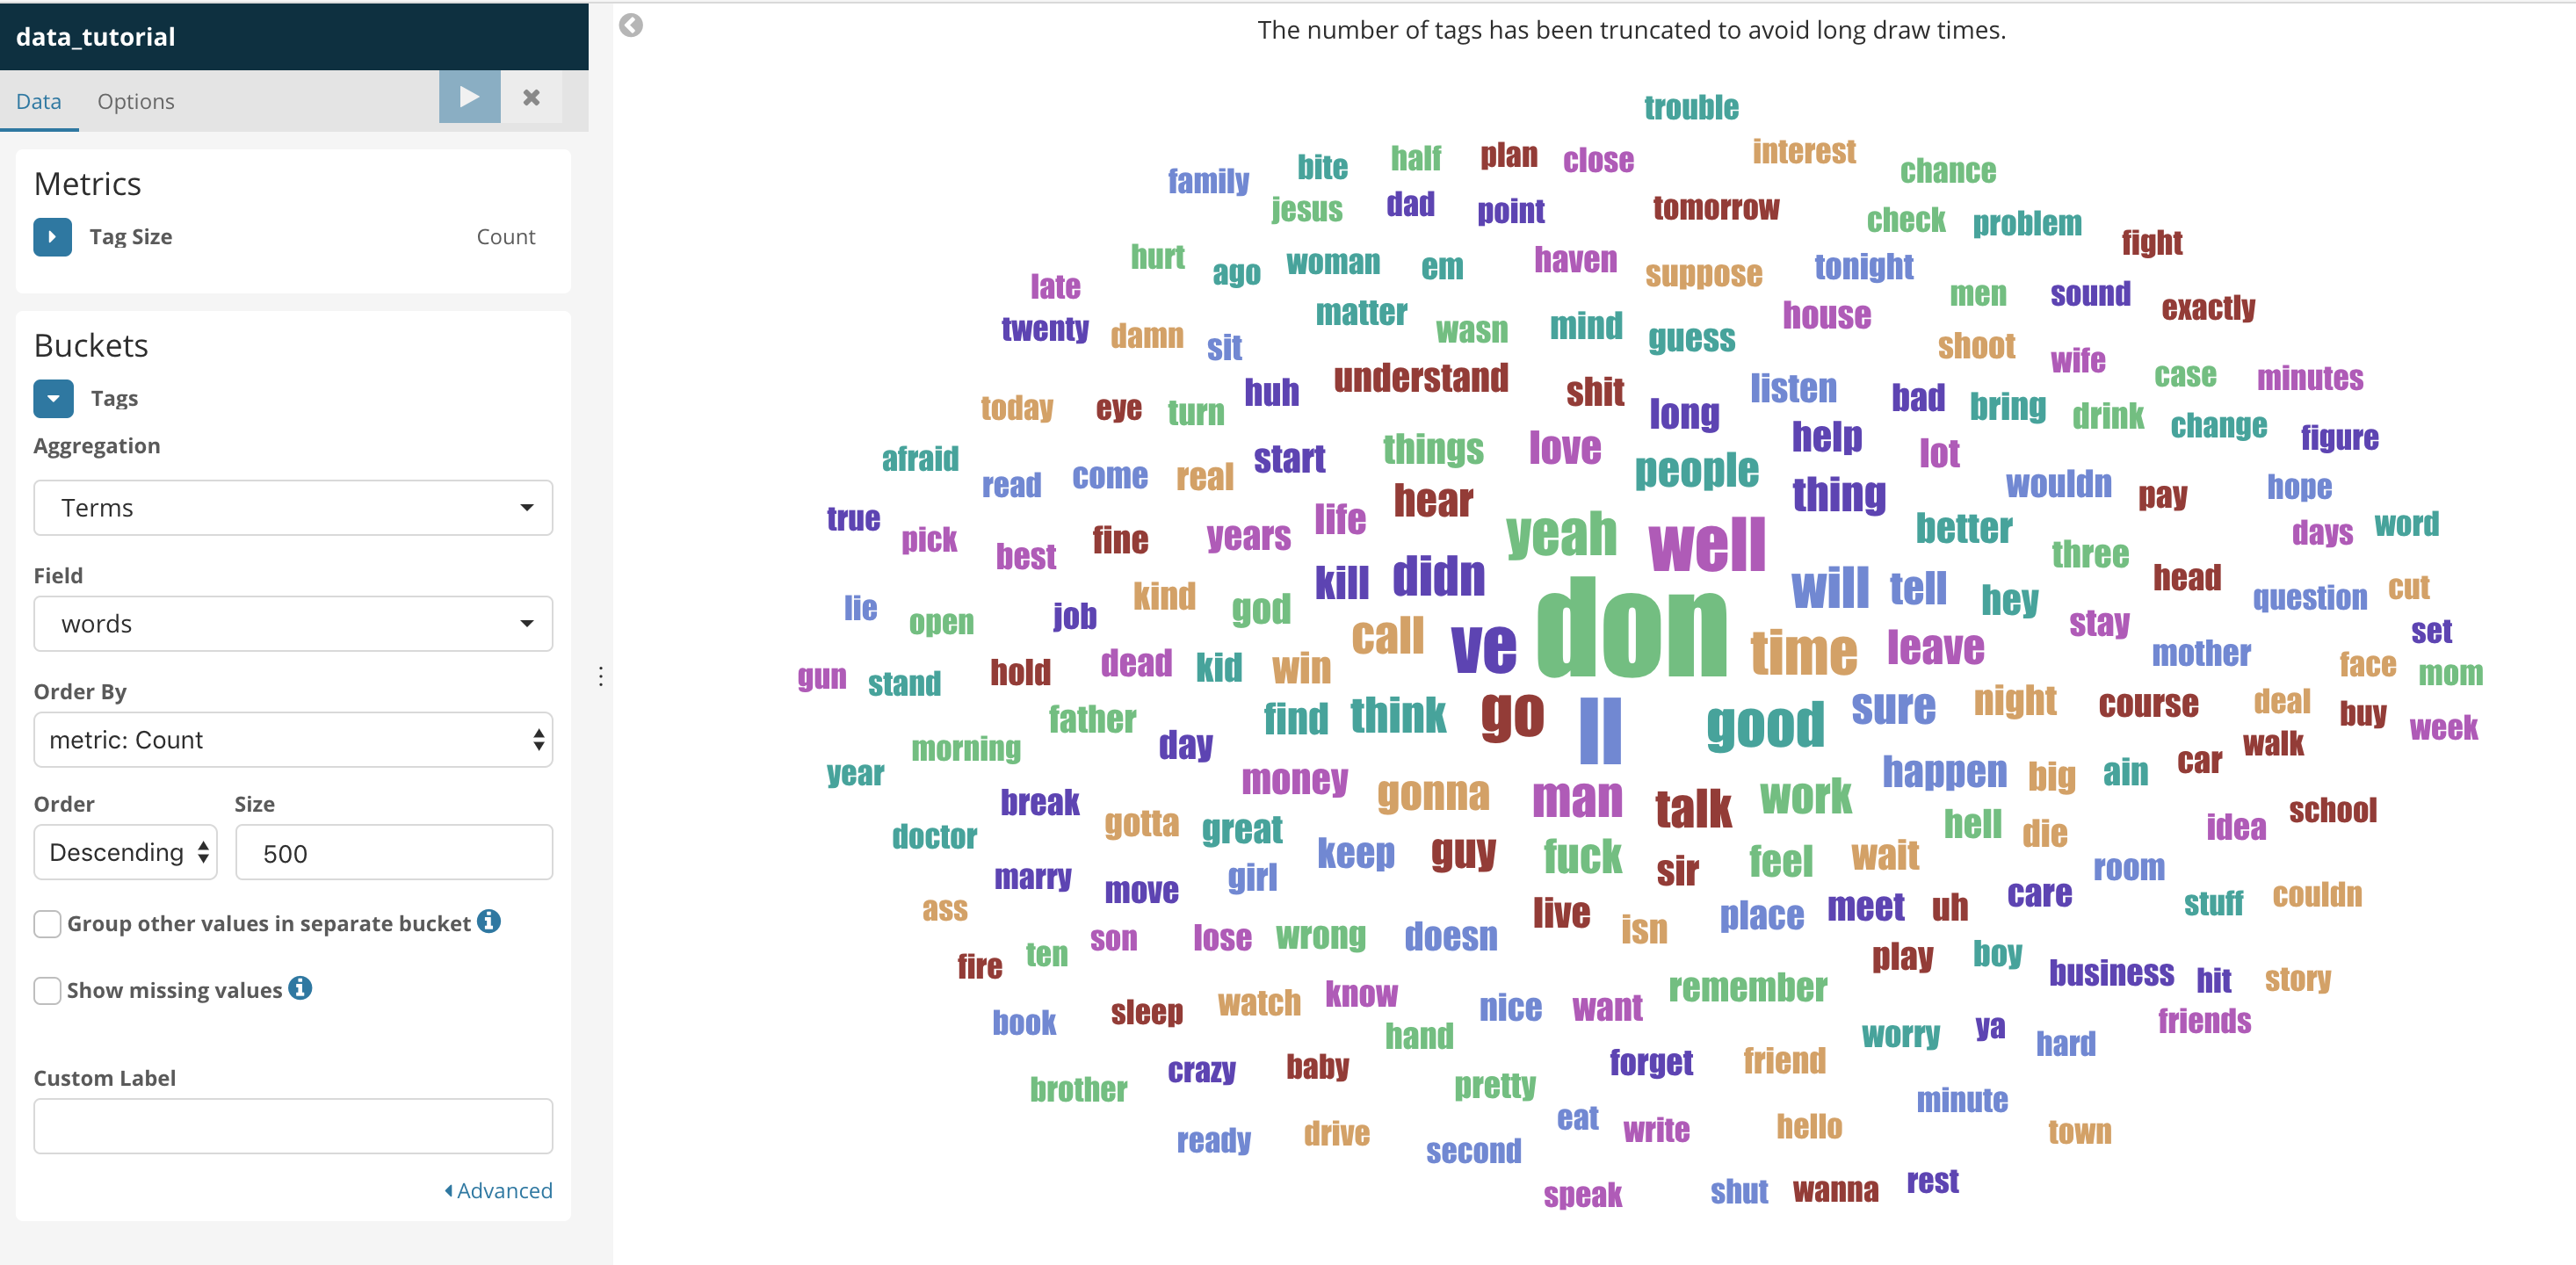 data_tutorial
Data Options
Metrics
Tag Size Count
Buckets
Tags
Aggregation
Terms
Field
words
Order By
metric: Count
Order Size
Descending 500
Group other values in separate bucket
Show missing values
Custom Label
Advanced
The number of tags has been truncated to avoid long draw times.
trouble
family bite half plan close interest chance
jesus dad point tomorrow check problem fight
hurt ago woman em haven suppose tonight
late matter wasn mind guess house men sound exactly
twenty damn sit shoot wife case minutes
today eye turn huh understand shit long listen bad bring drink change figure
afraid read come real start things love people help lot
true pick best fine years life hear yeah well thing better wouldn pay hope days word
lie open job kind god kill didn don will tell hey three head question cut
gun stand hold dead kid win call ve time leave stay mother face set mom
year morning father day find think go ll good sure night course deal buy week
break money gonna man talk work happen big ain car walk
doctor gotta great keep guy fuck sir feel wait hell die idea school
marry move girl room
ass son lose wrong doesn live isn place meet uh care stuff couldn
fire ten play boy business hit story
book sleep watch know nice want remember worry ya hard friends
hand
brother crazy baby pretty forget friend minute
ready drive second eat write hello town
speak shut wanna rest